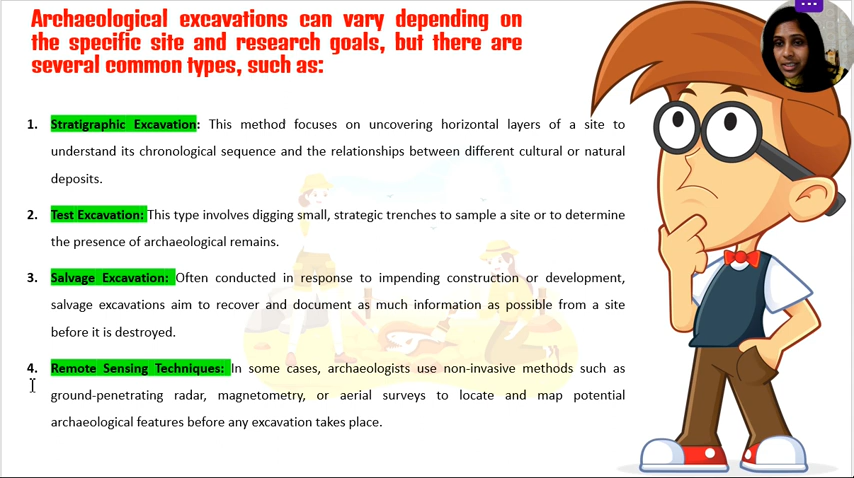 Archaeological excavations can vary depending on
the specific site and research goals, but there are
several common types, such as:
1. Stratigraphic Excavation: This method focuses on uncovering horizontal layers of a site to
understand its chronological sequence and the relationships between different cultural or natural
deposits.
2. Test Excavation: This type involves digging small, strategic trenches to sample a site or to determine
the presence of archaeological remains.
3. Salvage Excavation: Often conducted in response to impending construction or development,
salvage excavations aim to recover and document as much information as possible from a site
before it is destroyed.
4. Remote Sensing Techniques: In some cases, archaeologists use non-invasive methods such as
ground-penetrating radar, magnetometry, or aerial surveys to locate and map potential
archaeological features before any excavation takes place.